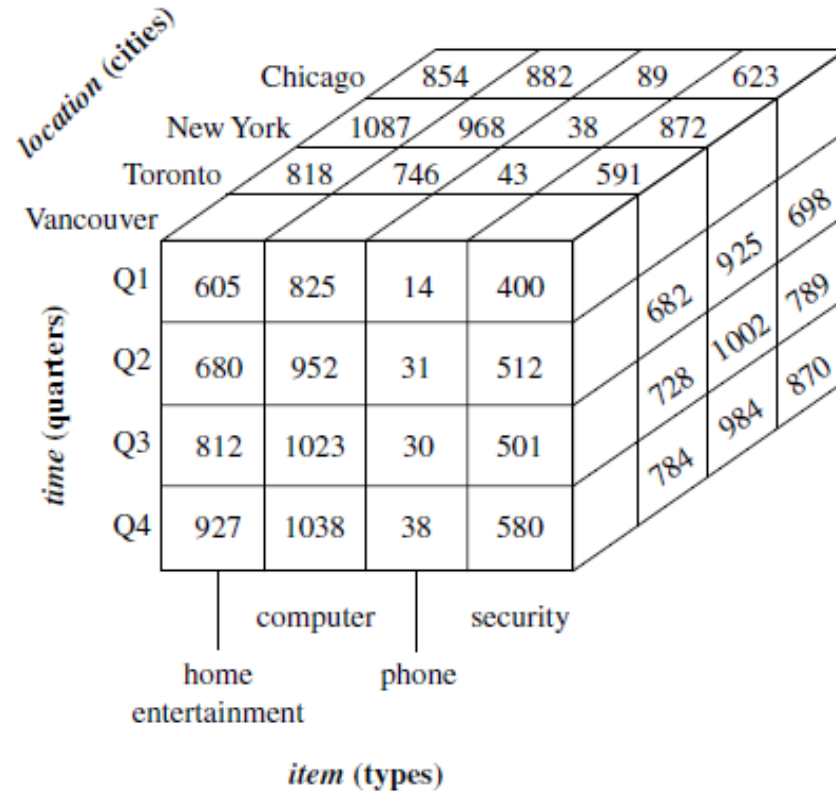 location (cities)
Chicago 854 882 89 623
New York 1087 968 38 872
Toronto 818 746 43 591
Vancouver
time (quarters)
Q1 605 825 14 400
Q2 680 952 31 512
Q3 812 1023 30 501
Q4 927 1038 38 580
682 925 698
728 1002 789
784 984 870
computer security
home phone
entertainment
item (types)